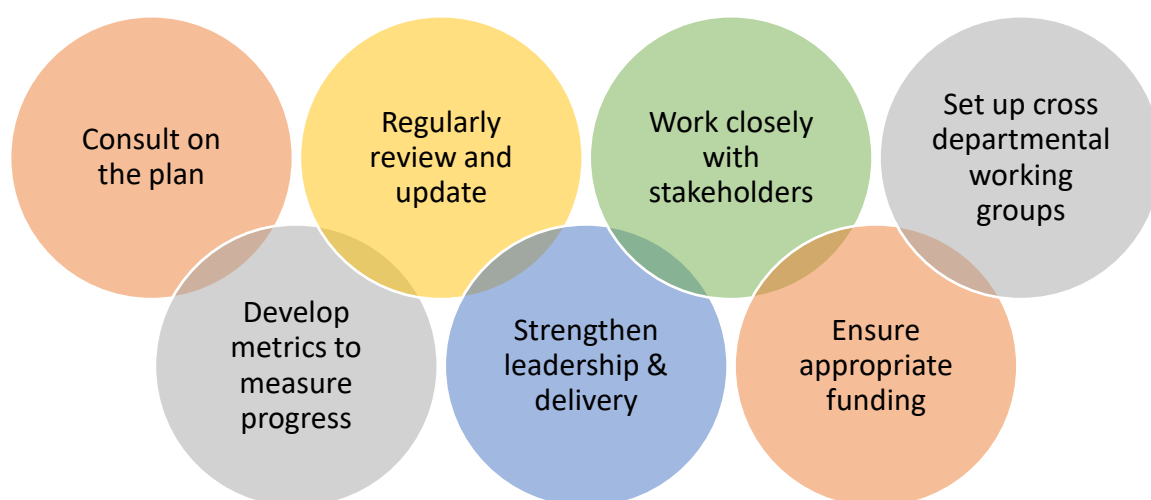 Consult on
the plan
Regularly
review and
update
Work closely
with
stakeholders
Set up cross
departmental
working
groups
Develop
metrics to
measure
progress
Strengthen
leadership &
delivery
Ensure
appropriate
funding